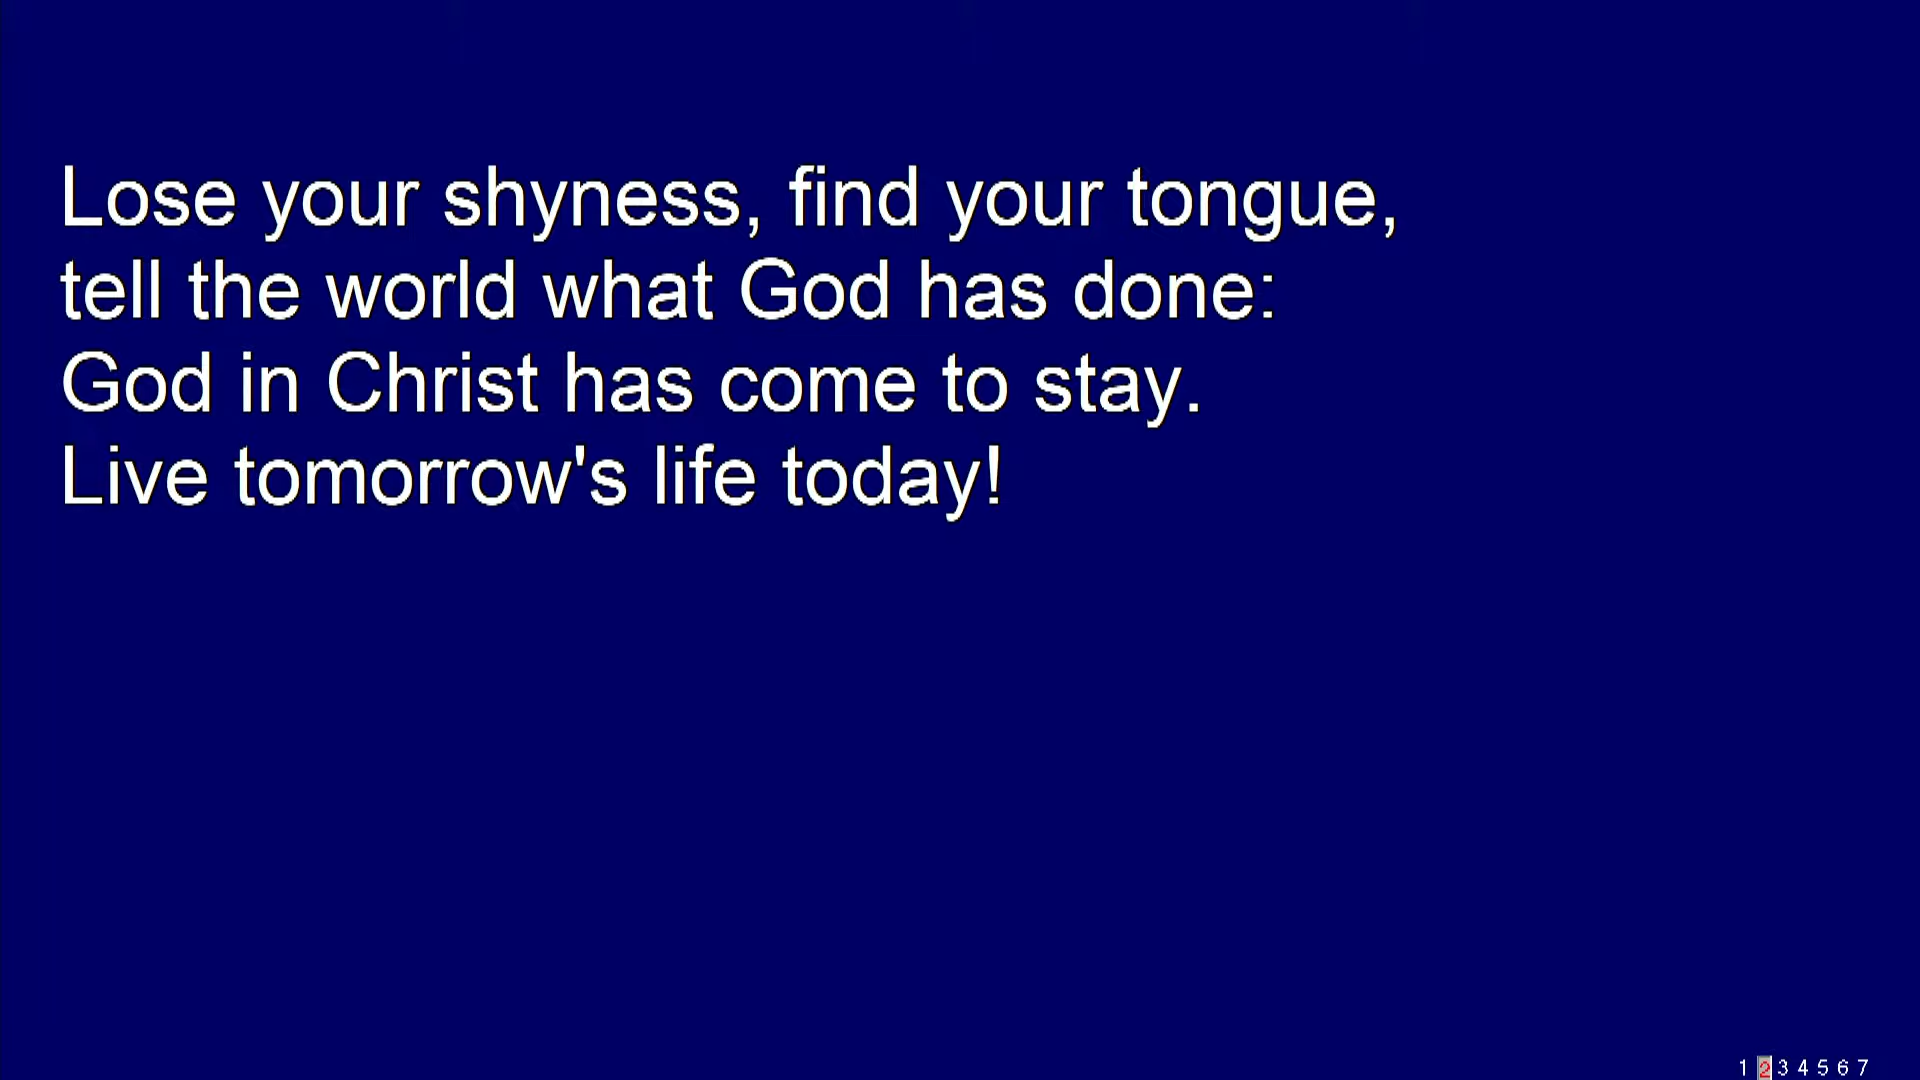 Lose your shyness, find your tongue,
tell the world what God has done:
God in Christ has come to stay.
Live tomorrow's life today!
1 2 3 4 5 6 7